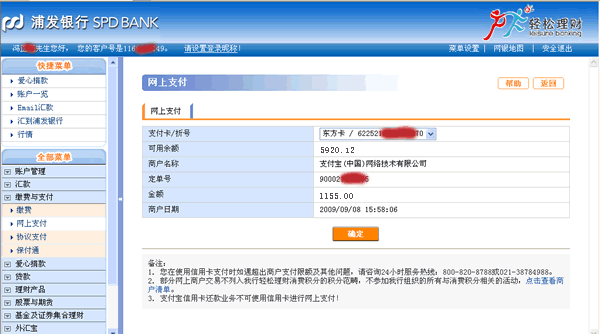 浦发银行 SPD BANK
轻松理财
leisure banking
冯 先生您好, 您的客户号是116 49. 请设置登录昵称!
菜单设置 | 网银地图 | 安全退出
快捷菜单
爱心捐款
账户一览
Email汇款
汇到浦发银行
行情
全部菜单
账户管理
汇款
缴费与支付
缴费
网上支付
协议支付
保付通
爱心捐款
贷款
理财产品
股票与期货
基金及证券集合理财
外汇宝
网上支付
帮助
返回
网上支付
支付卡/折号 东方卡 / 622521 70
可用余额 5920.12
商户名称 支付宝(中国)网络技术有限公司
定单号 90002 5
金额 1155.00
商户日期 2009/09/08 15:58:06
确定
备注:
1. 您在使用信用卡支付时如遇超出商户支付限额及其他问题, 请咨询24小时服务热线: 800-820-8788或021-38784988.
2. 部分网上商户交易不列入我行轻松理财消费积分的积分范畴, 不参加我行组织的所有与消费积分相关的活动, 点击查看商
户清单。
3. 支付宝信用卡还款业务不可使用信用卡进行网上支付!